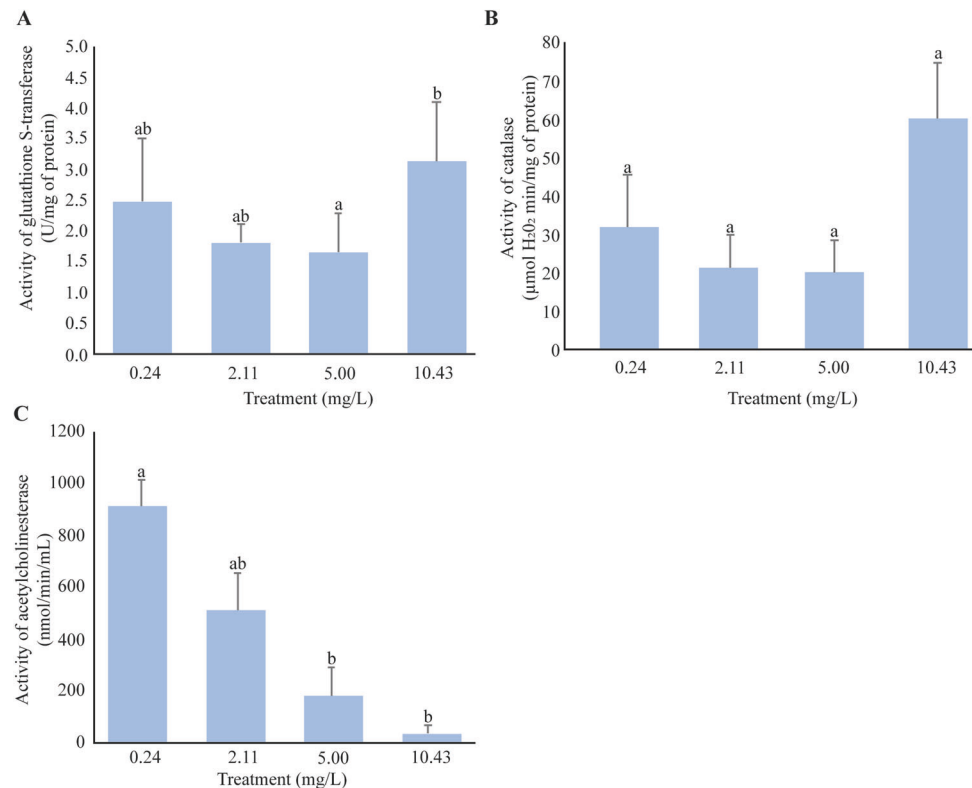 A
Activity of glutathione S-transferase
(U/mg of protein)
5.0
4.5
4.0
3.5
3.0
2.5
2.0
1.5
1.0
0.5
0.0
ab
ab
a
b
0.24 2.11 5.00 10.43
Treatment (mg/L)
B
Activity of catalase
(µmol H₂0₂ min/mg of protein)
80
70
60
50
40
30
20
10
0
a
a
a
a
0.24 2.11 5.00 10.43
Treatment (mg/L)
C
Activity of acetylcholinesterase
(nmol/min/mL)
1200
1000
800
600
400
200
0
a
ab
b
b
0.24 2.11 5.00 10.43
Treatment (mg/L)